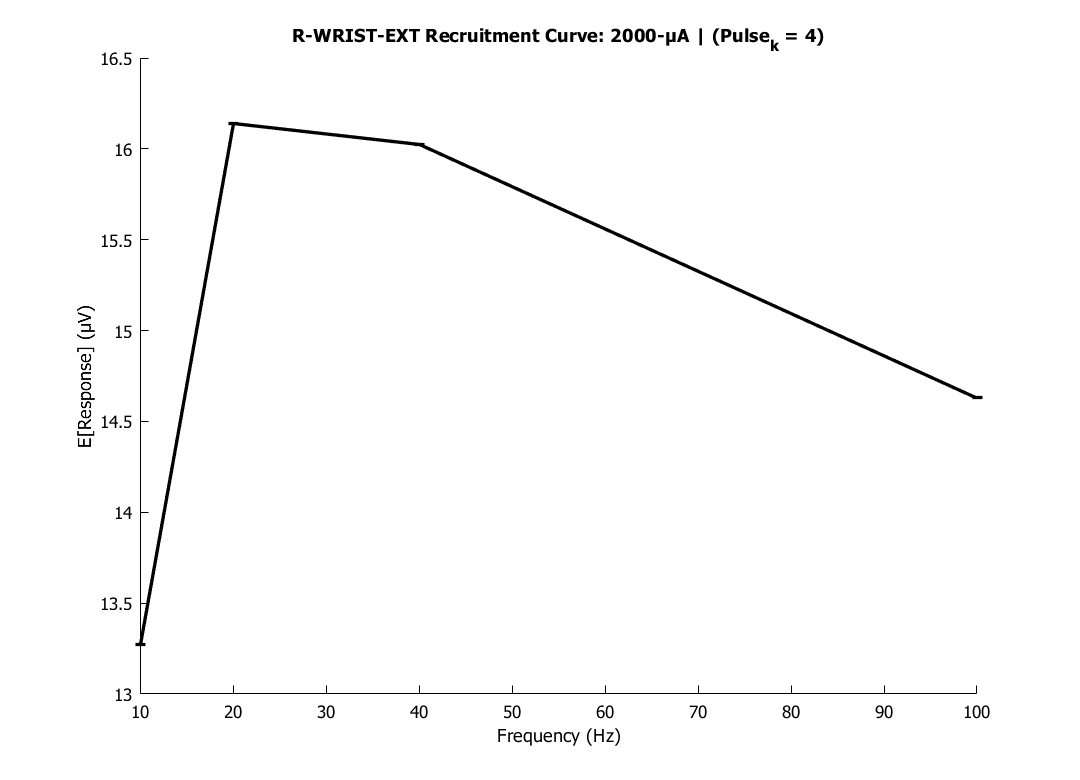 R-WRIST-EXT Recruitment Curve: 2000-µA | (Pulsek = 4)
16.5
16
15.5
15
14.5
14
13.5
13
E[Response] (µV)
10 20 30 40 50 60 70 80 90 100
Frequency (Hz)